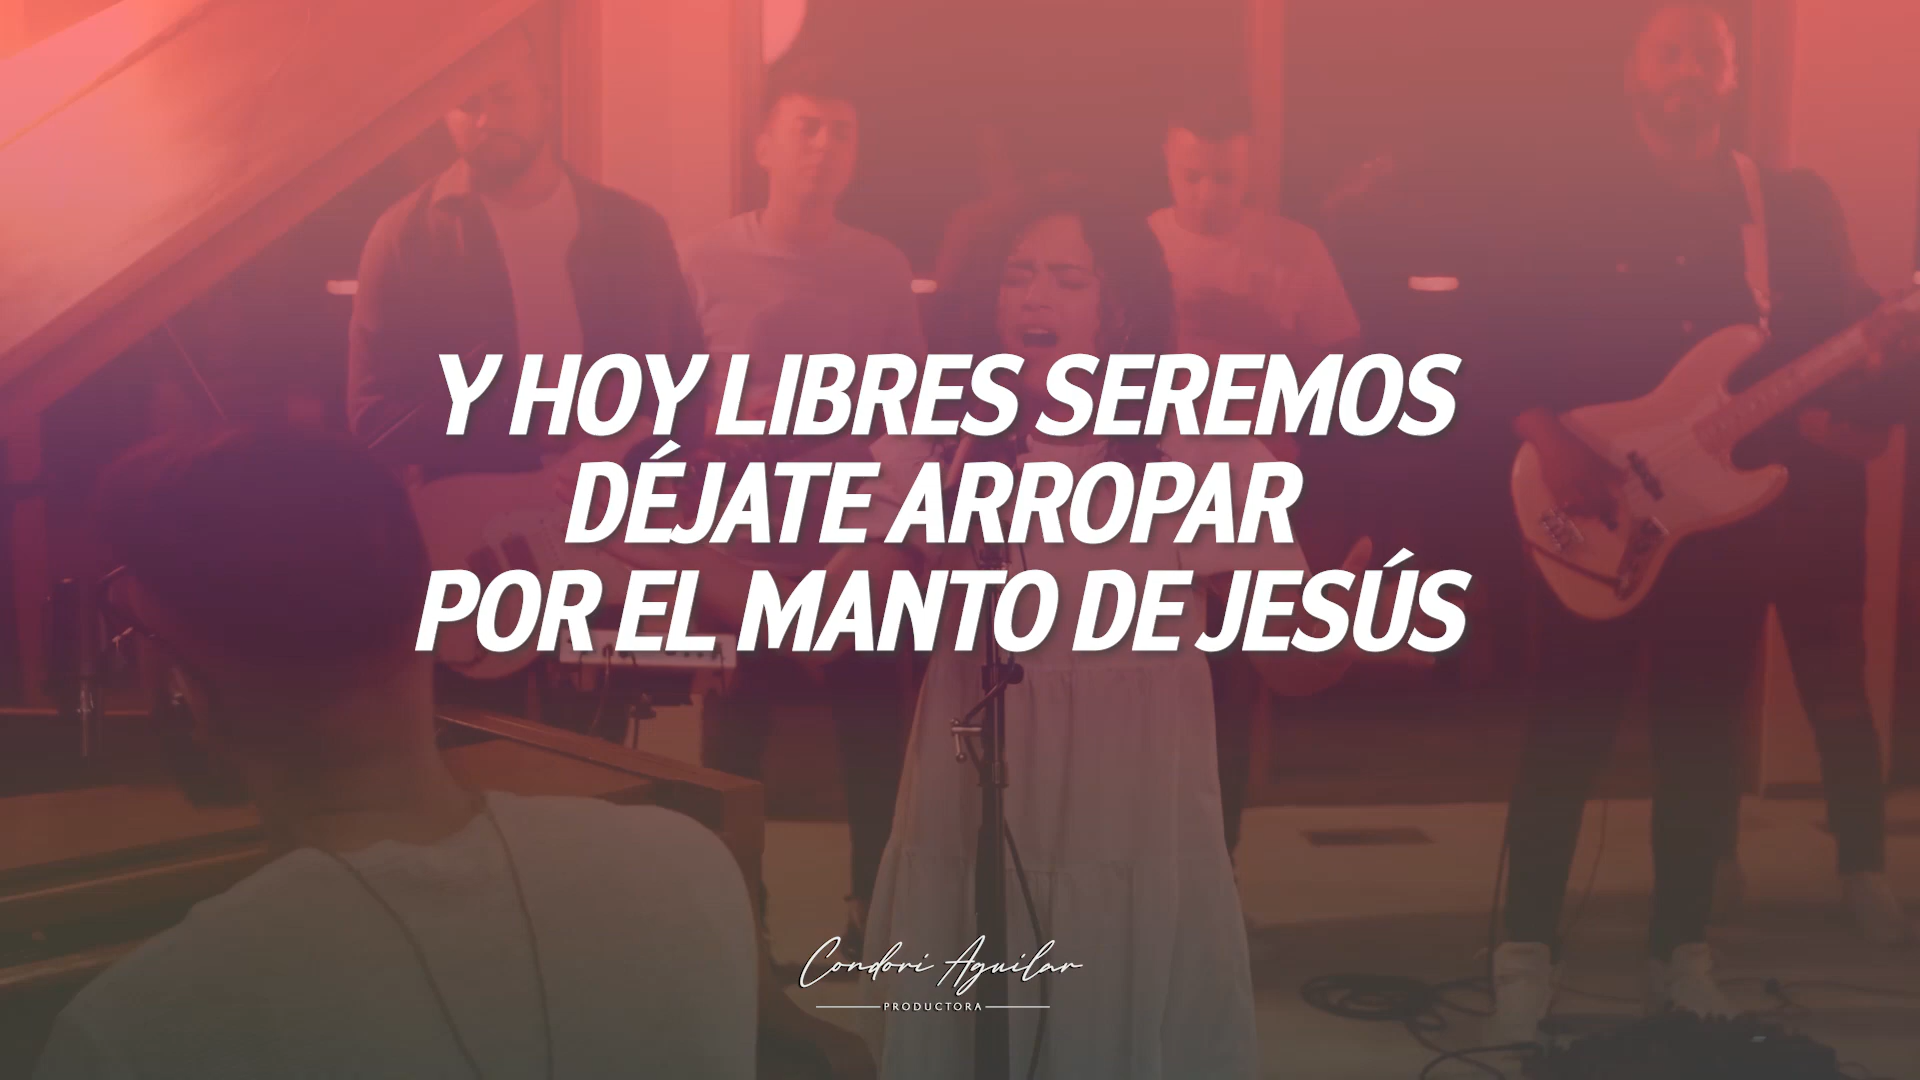 Y HOY LIBRES SEREMOS
DÉJATE ARROPAR
POR EL MANTO DE JESÚS
Condori Aguilar
PRODUCTORA